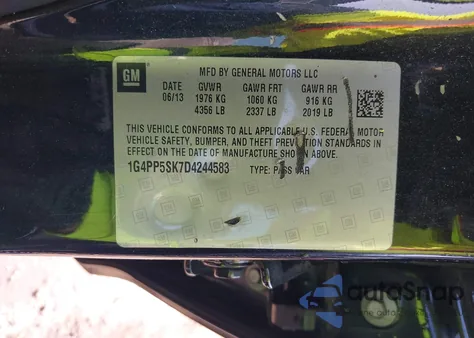 GM
MFD BY GENERAL MOTORS LLC
DATE GVWR GAWR FRT GAWR RR
06/13 1976 KG 1060 KG 916 KG
4356 LB 2337 LB 2019 LB
THIS VEHICLE CONFORMS TO ALL APPLICABLE U.S. FEDERAL MOTOR
VEHICLE SAFETY, BUMPER, AND THEFT PREVENTION STANDARDS IN
EFFECT ON THE DATE OF MANUFACTURE SHOWN ABOVE.
1G4PP5SK7D4244583 TYPE: PASS CAR
autoSnap